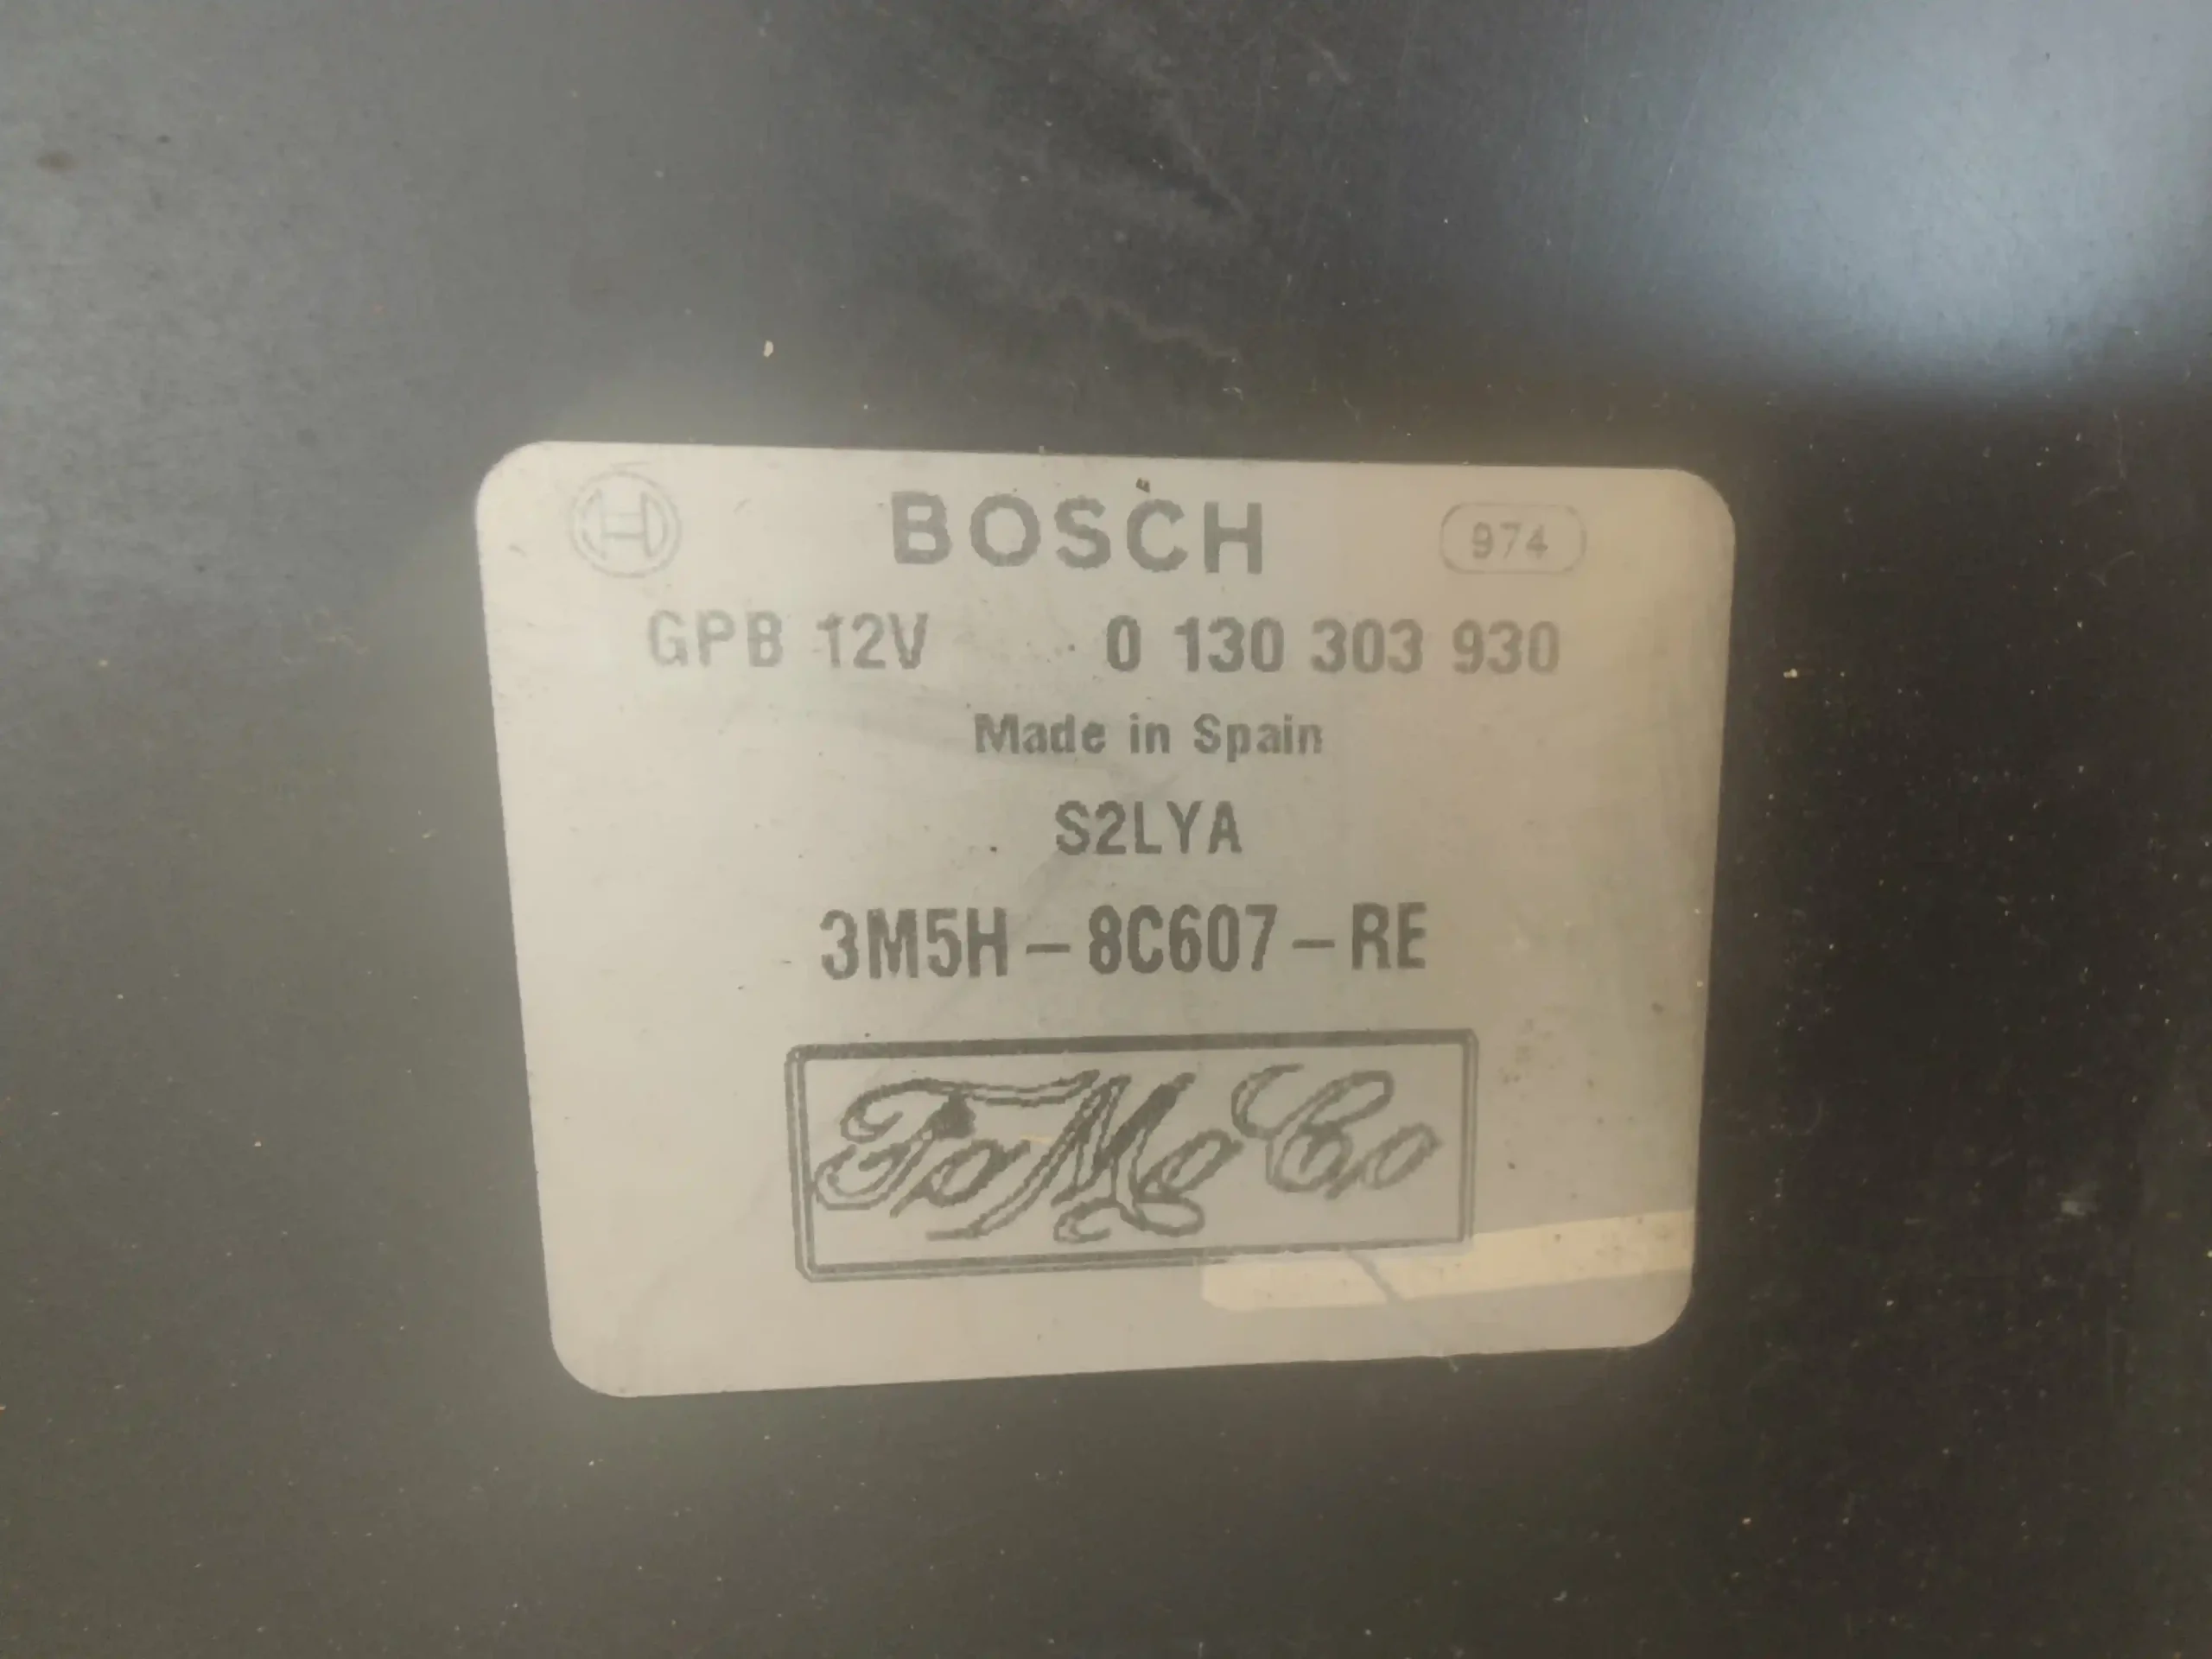 BOSCH 974
GPB 12V 0 130 303 930
Made in Spain
S2LYA
3M5H-8C607-RE
FoMoCo